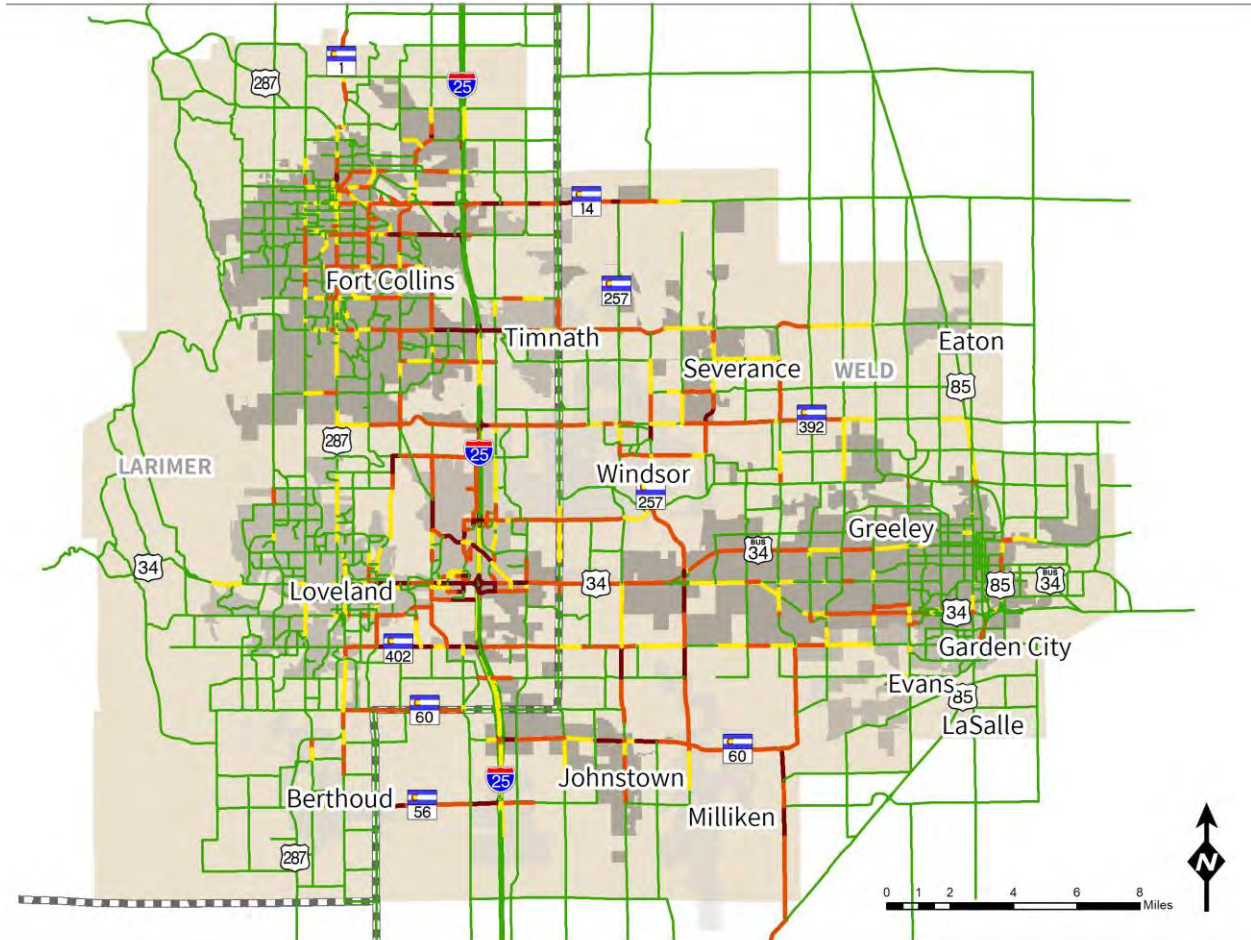 1
287
25
14
Fort Collins
257
Timnath
Eaton
Severance
WELD
85
392
287
25
LARIMER
Windsor
257
Greeley
BUS
34
34
Loveland
34
85
BUS
34
34
402
Garden City
Evans
85
60
LaSalle
60
Johnstown
25
Berthoud
56
Milliken
287
N
0 1 2 4 6 8
Miles